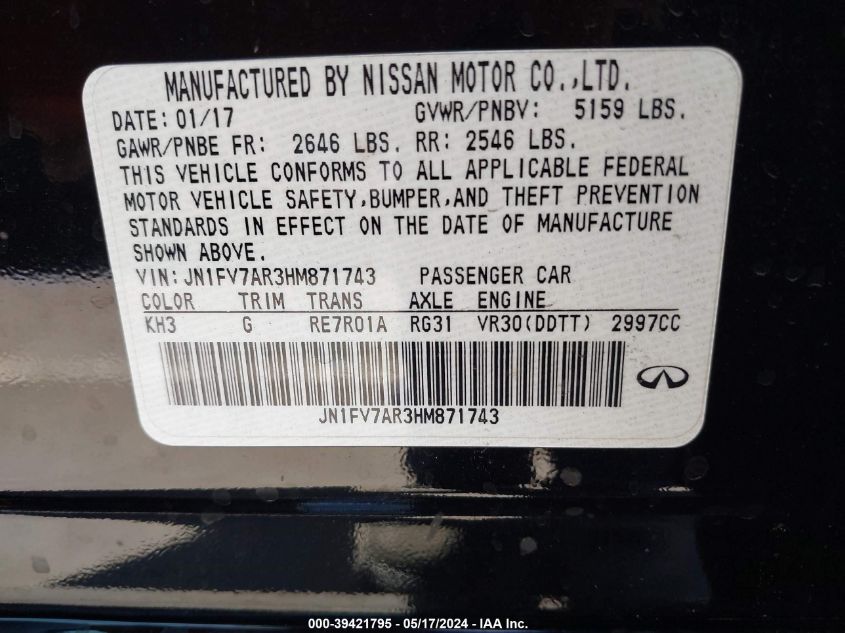 MANUFACTURED BY NISSAN MOTOR CO.,LTD.
DATE: 01/17 GVWR/PNBV: 5159 LBS.
GAWR/PNBE FR: 2646 LBS. RR: 2546 LBS.
THIS VEHICLE CONFORMS TO ALL APPLICABLE FEDERAL
MOTOR VEHICLE SAFETY,BUMPER,AND THEFT PREVENTION
STANDARDS IN EFFECT ON THE DATE OF MANUFACTURE
SHOWN ABOVE.
VIN:JN1FV7AR3HM871743 PASSENGER CAR
COLOR TRIM TRANS AXLE ENGINE
KH3 G RE7R01A RG31 VR30(DDTT) 2997CC
JN1FV7AR3HM871743
000-39421795 - 05/17/2024 - IAA Inc.